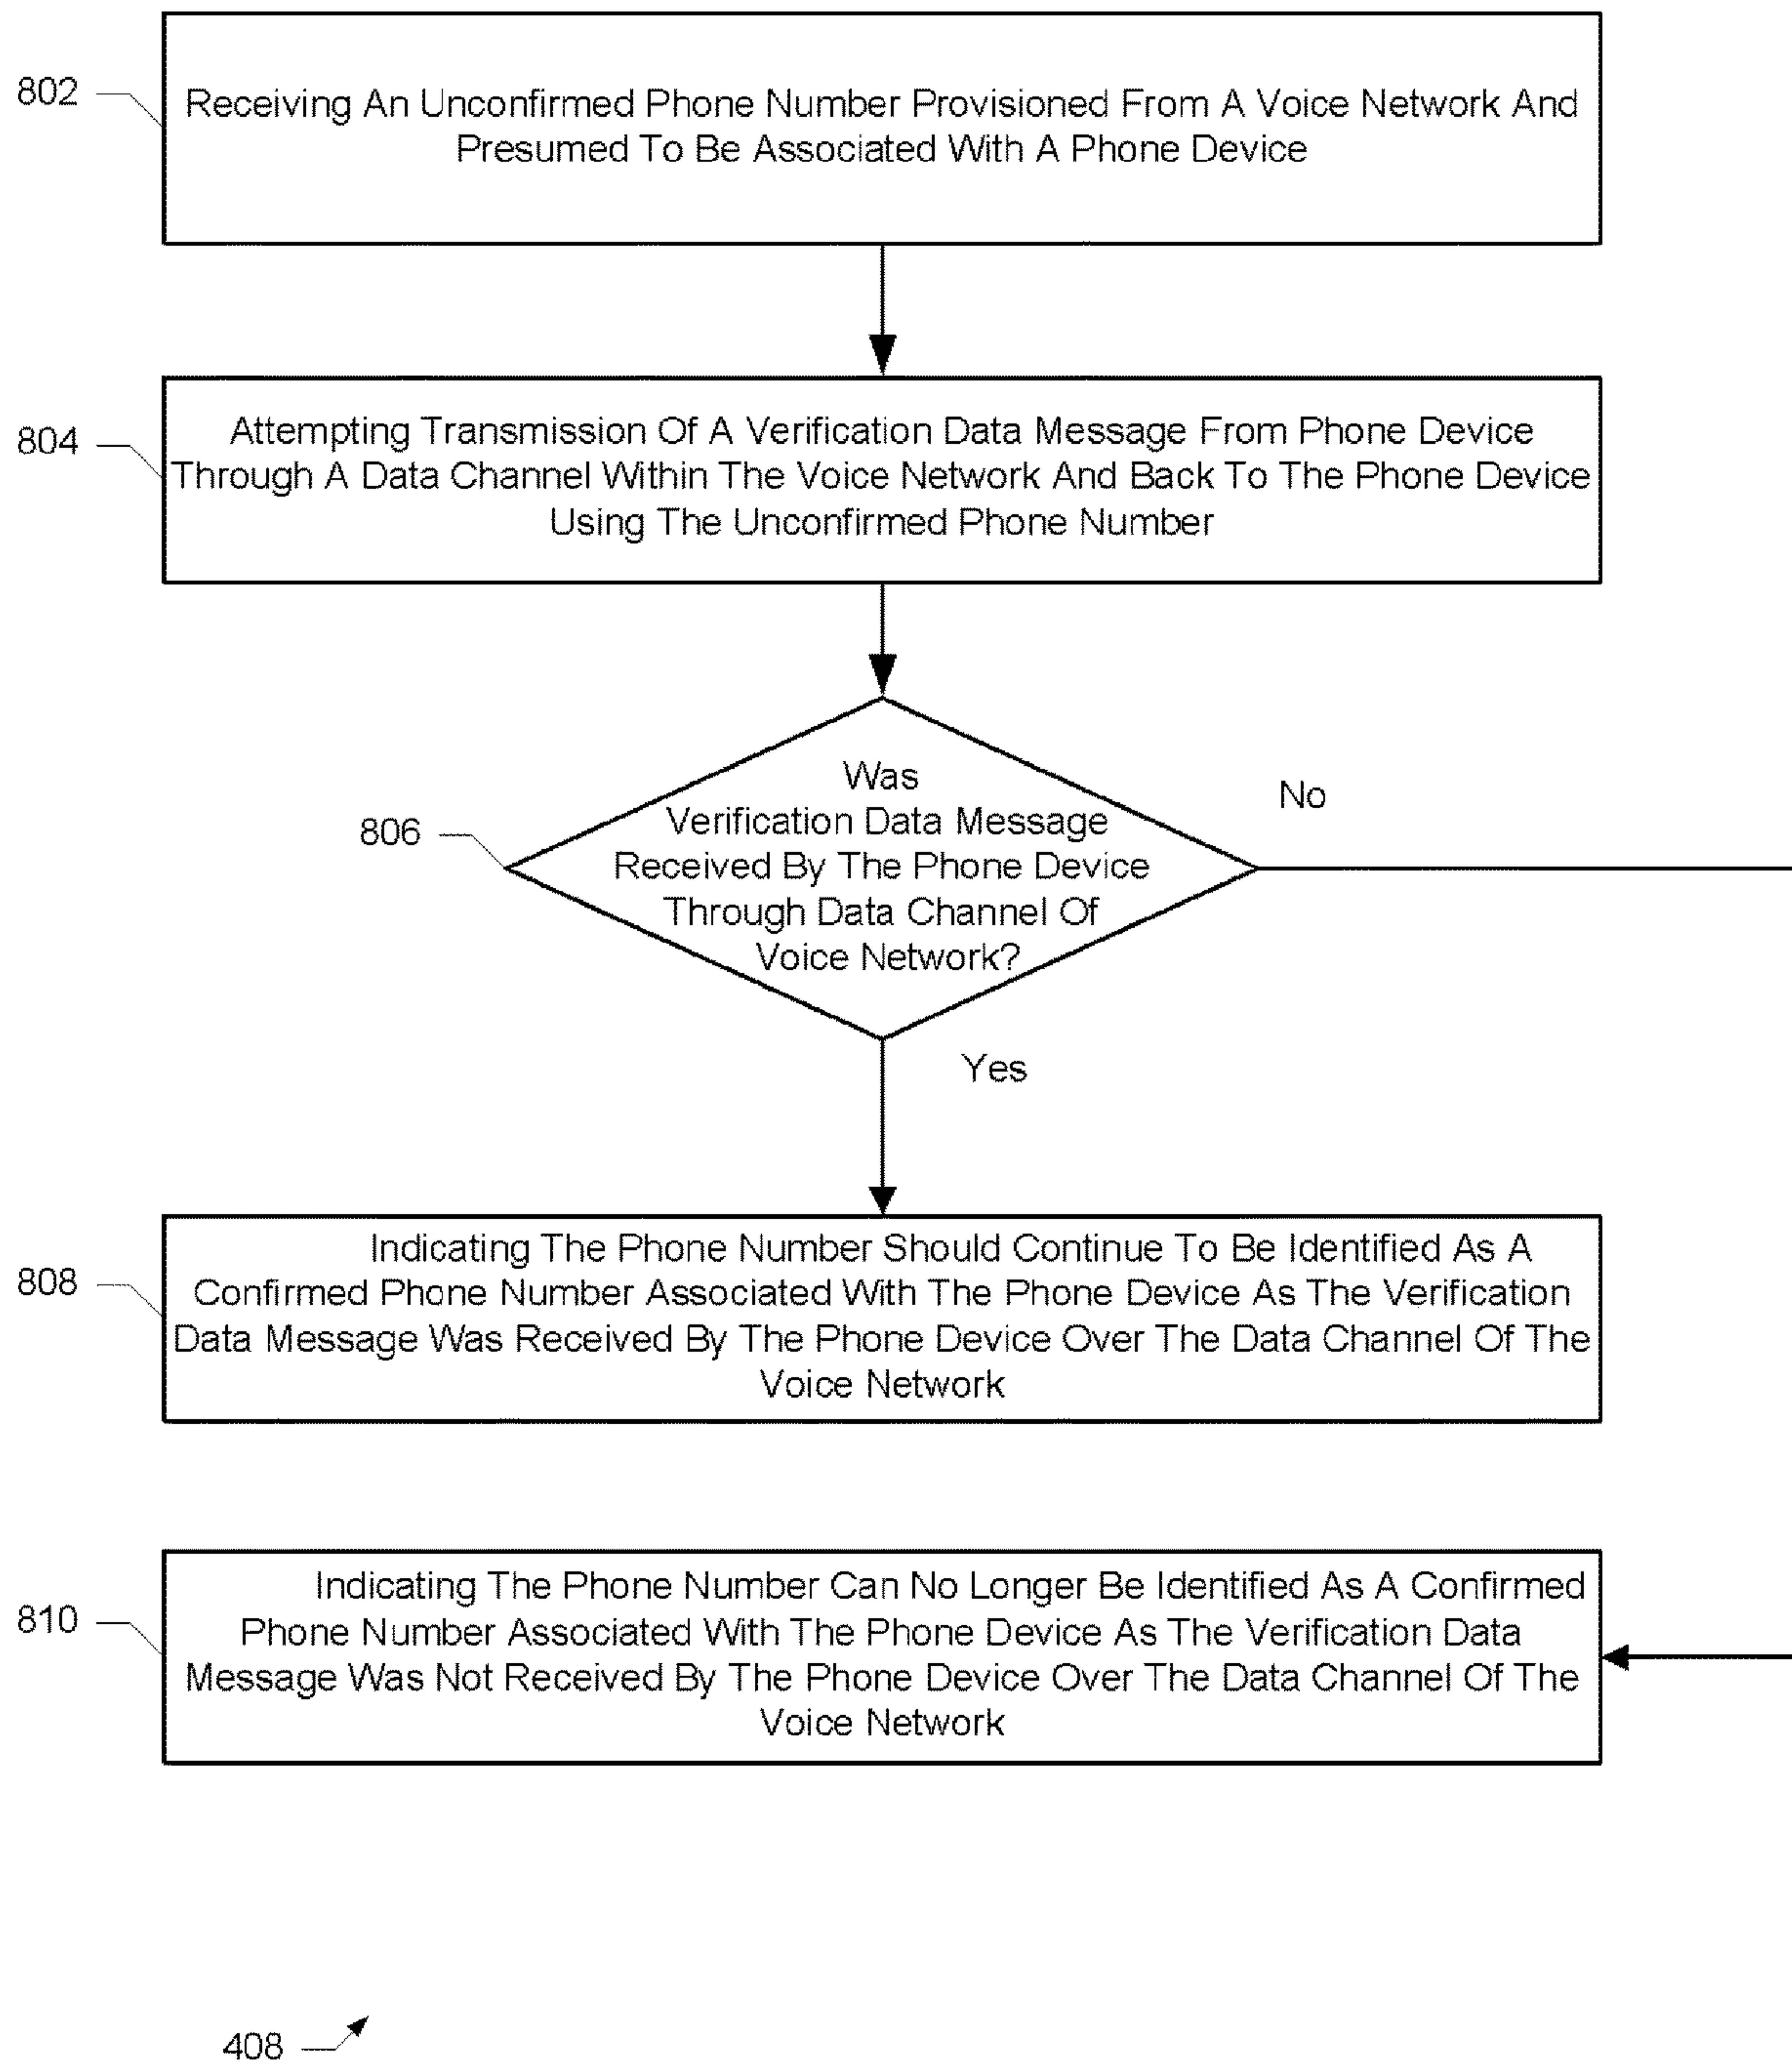 802
Receiving An Unconfirmed Phone Number Provisioned From A Voice Network And
Presumed To Be Associated With A Phone Device
804
Attempting Transmission Of A Verification Data Message From Phone Device
Through A Data Channel Within The Voice Network And Back To The Phone Device
Using The Unconfirmed Phone Number
806
Was
Verification Data Message
Received By The Phone Device
Through Data Channel Of
Voice Network?
No
Yes
808
Indicating The Phone Number Should Continue To Be Identified As A
Confirmed Phone Number Associated With The Phone Device As The Verification
Data Message Was Received By The Phone Device Over The Data Channel Of The
Voice Network
810
Indicating The Phone Number Can No Longer Be Identified As A Confirmed
Phone Number Associated With The Phone Device As The Verification Data
Message Was Not Received By The Phone Device Over The Data Channel Of The
Voice Network
408